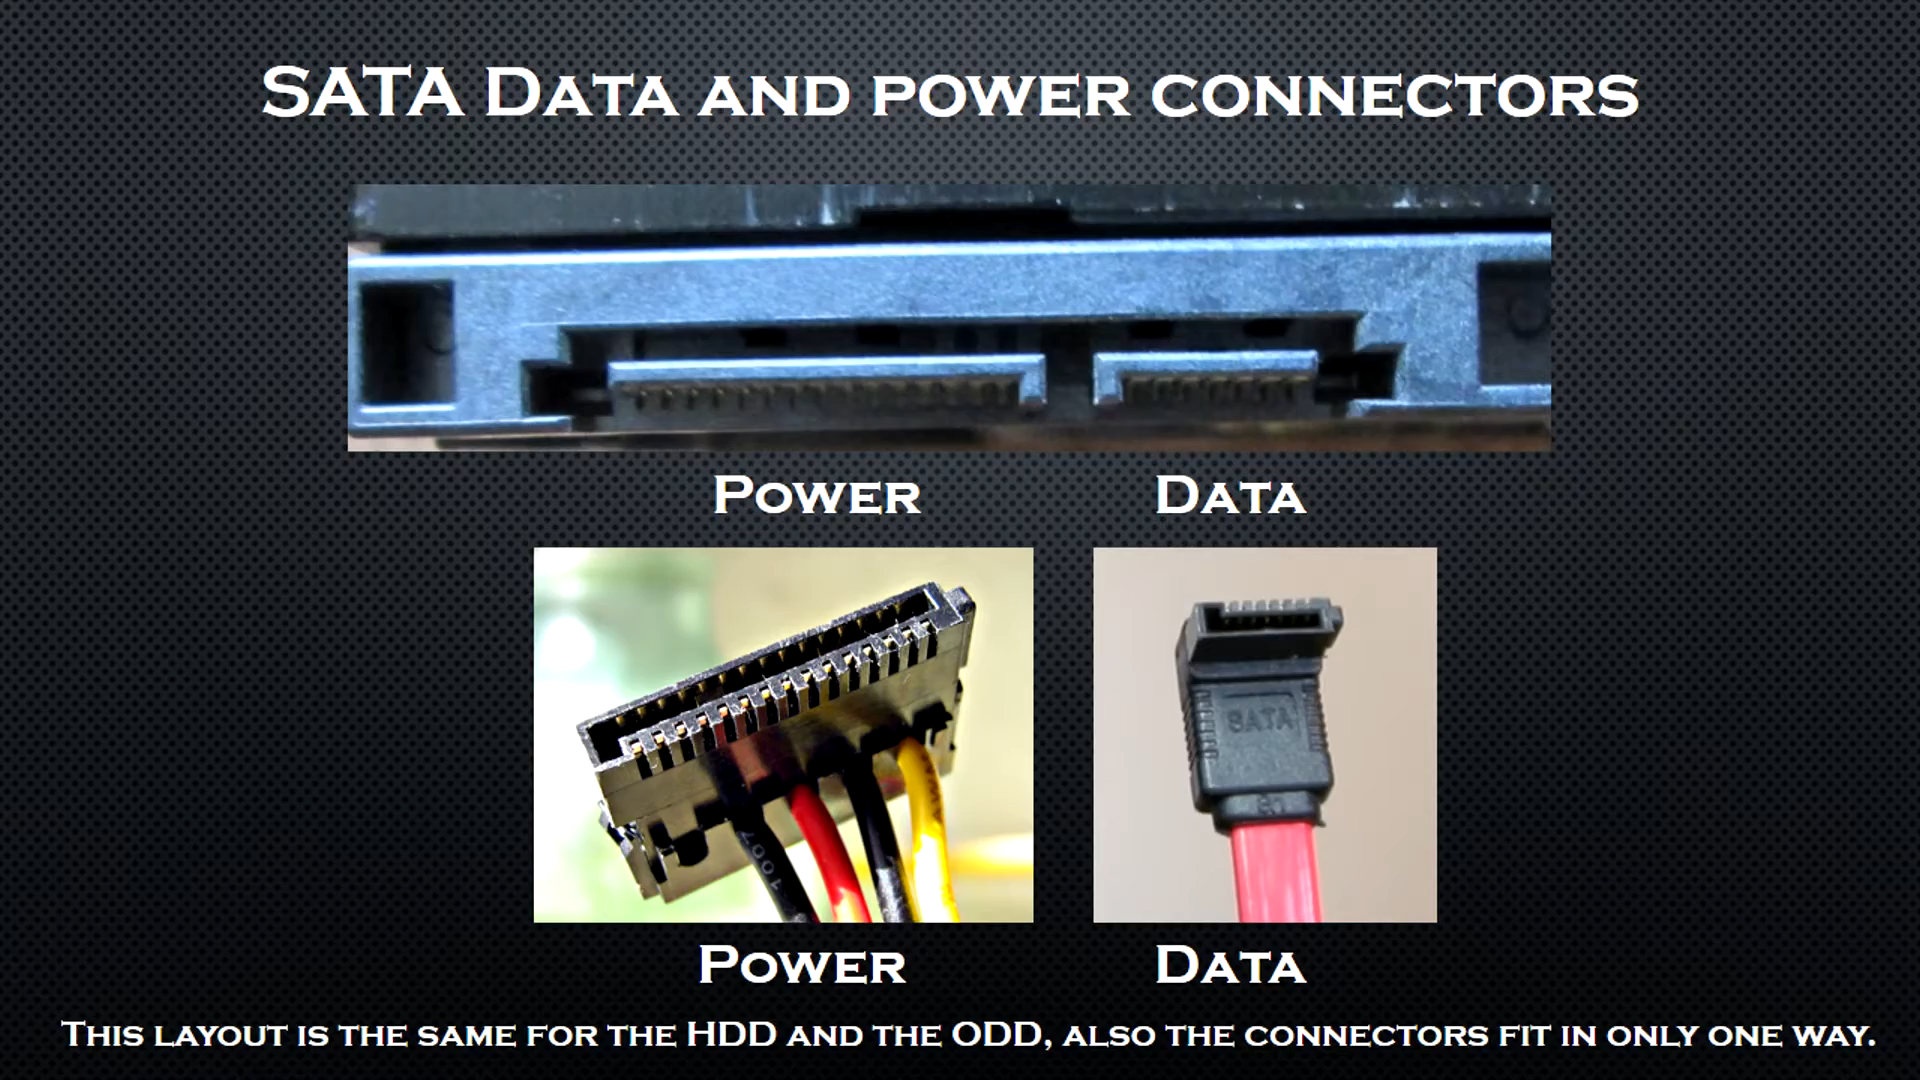 SATA Data and power connectors
Power
Data
1007
SATA
Power
Data
This layout is the same for the HDD and the ODD, also the connectors fit in only one way.